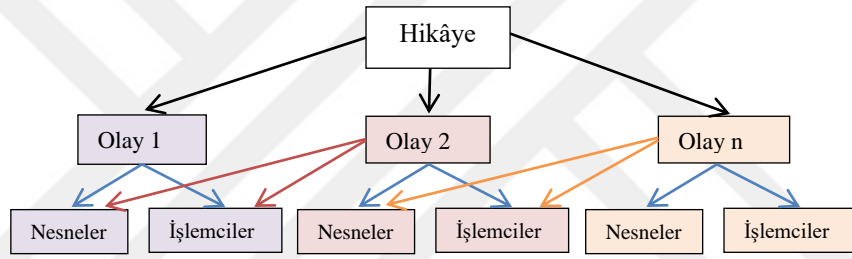 Hikâye
Olay 1
Olay 2
Olay n
Nesneler
İşlemciler
Nesneler
İşlemciler
Nesneler
İşlemciler